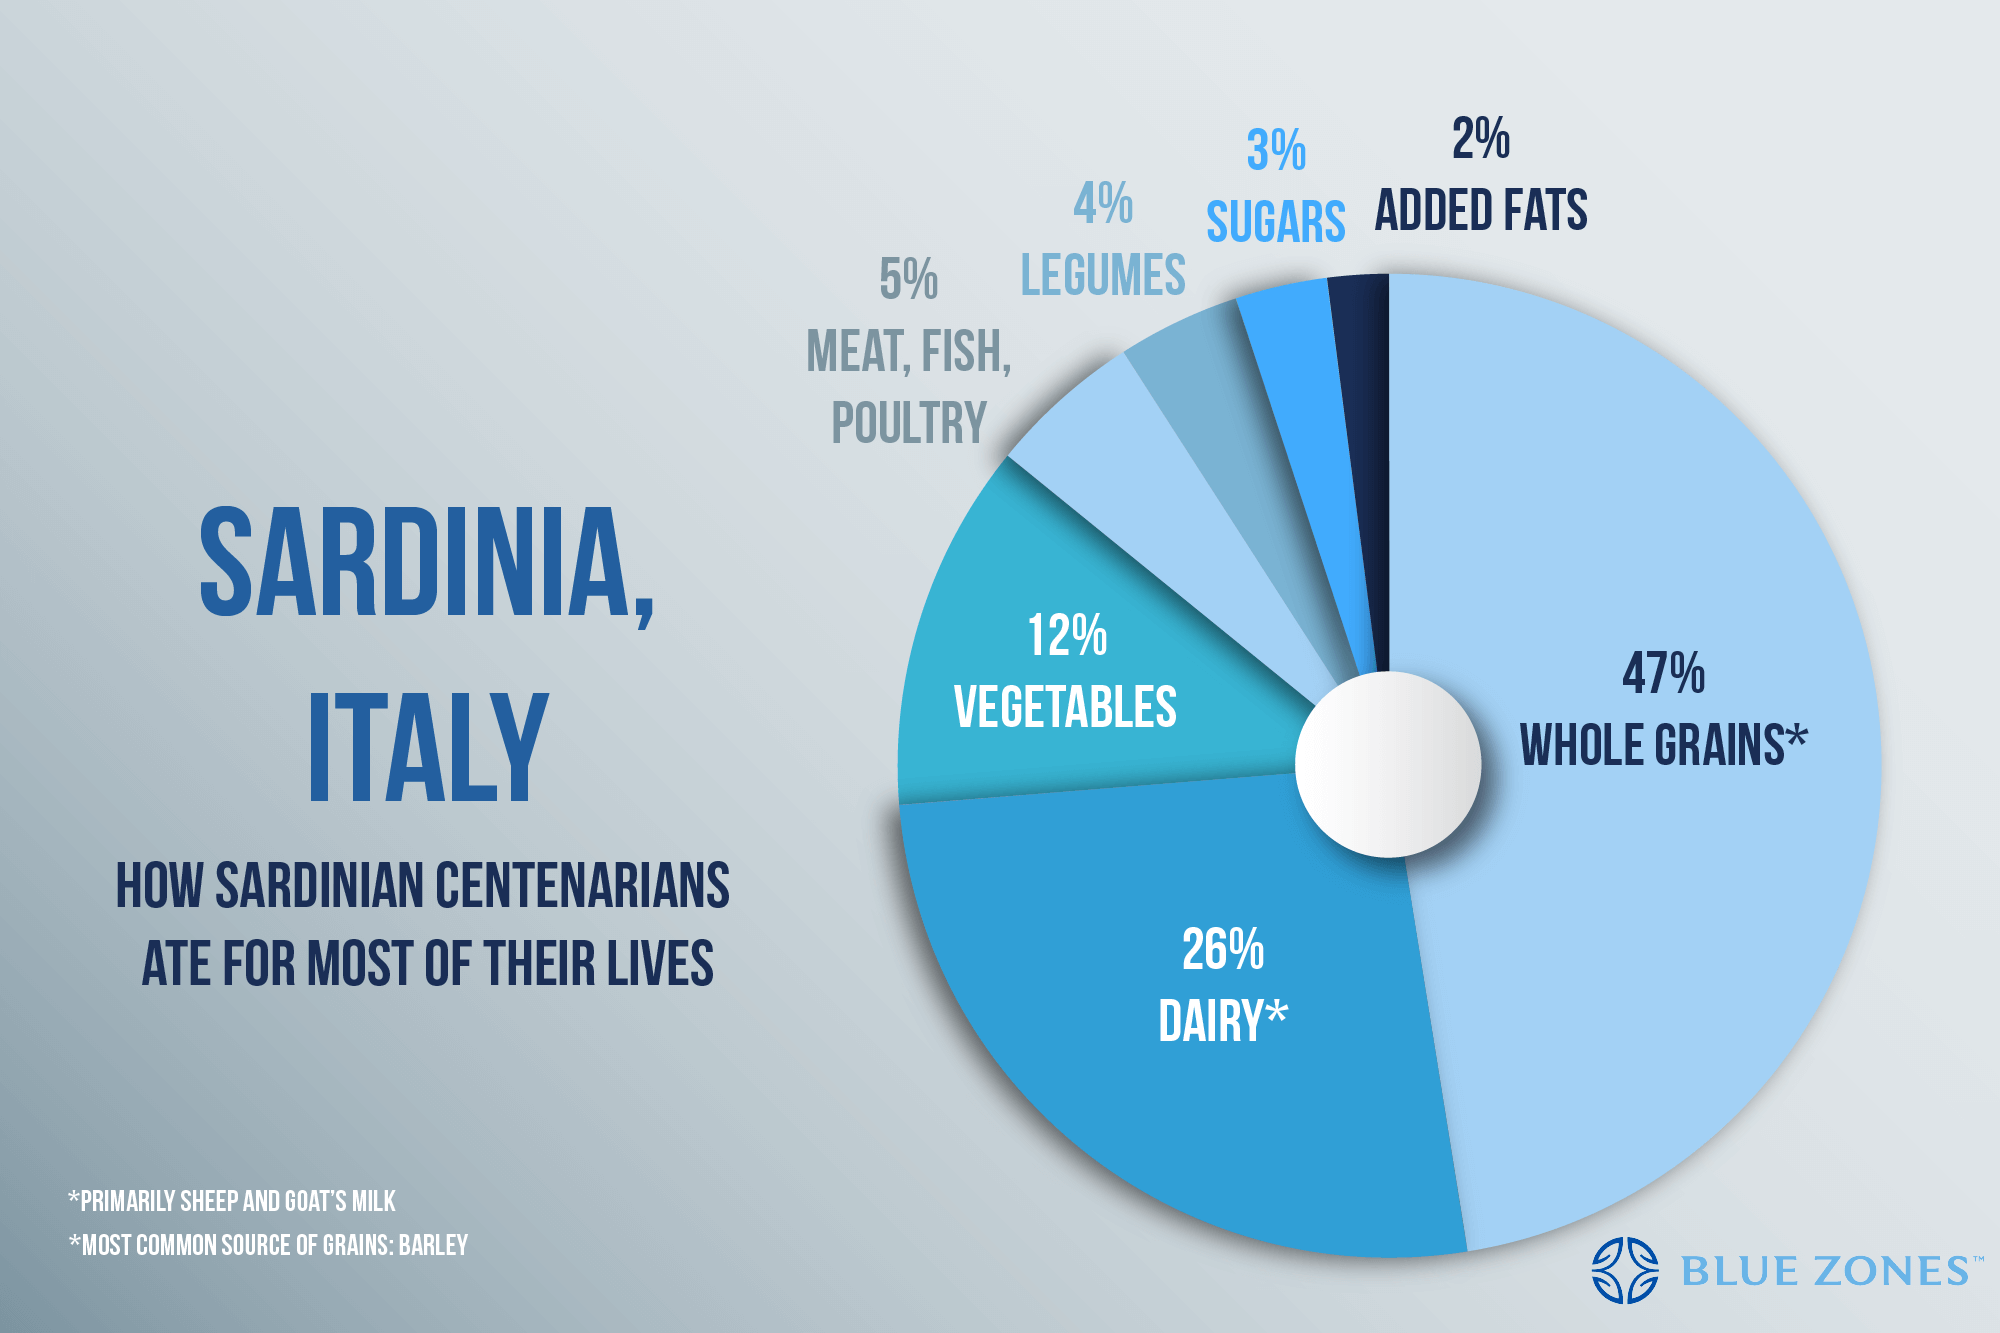 SARDINIA,
ITALY
HOW SARDINIAN CENTENARIANS
ATE FOR MOST OF THEIR LIVES
*PRIMARILY SHEEP AND GOAT'S MILK
*MOST COMMON SOURCE OF GRAINS: BARLEY
5%
MEAT, FISH,
POULTRY
4%
LEGUMES
3%
SUGARS
2%
ADDED FATS
12%
VEGETABLES
47%
WHOLE GRAINS*
26%
DAIRY*
BLUE ZONES™